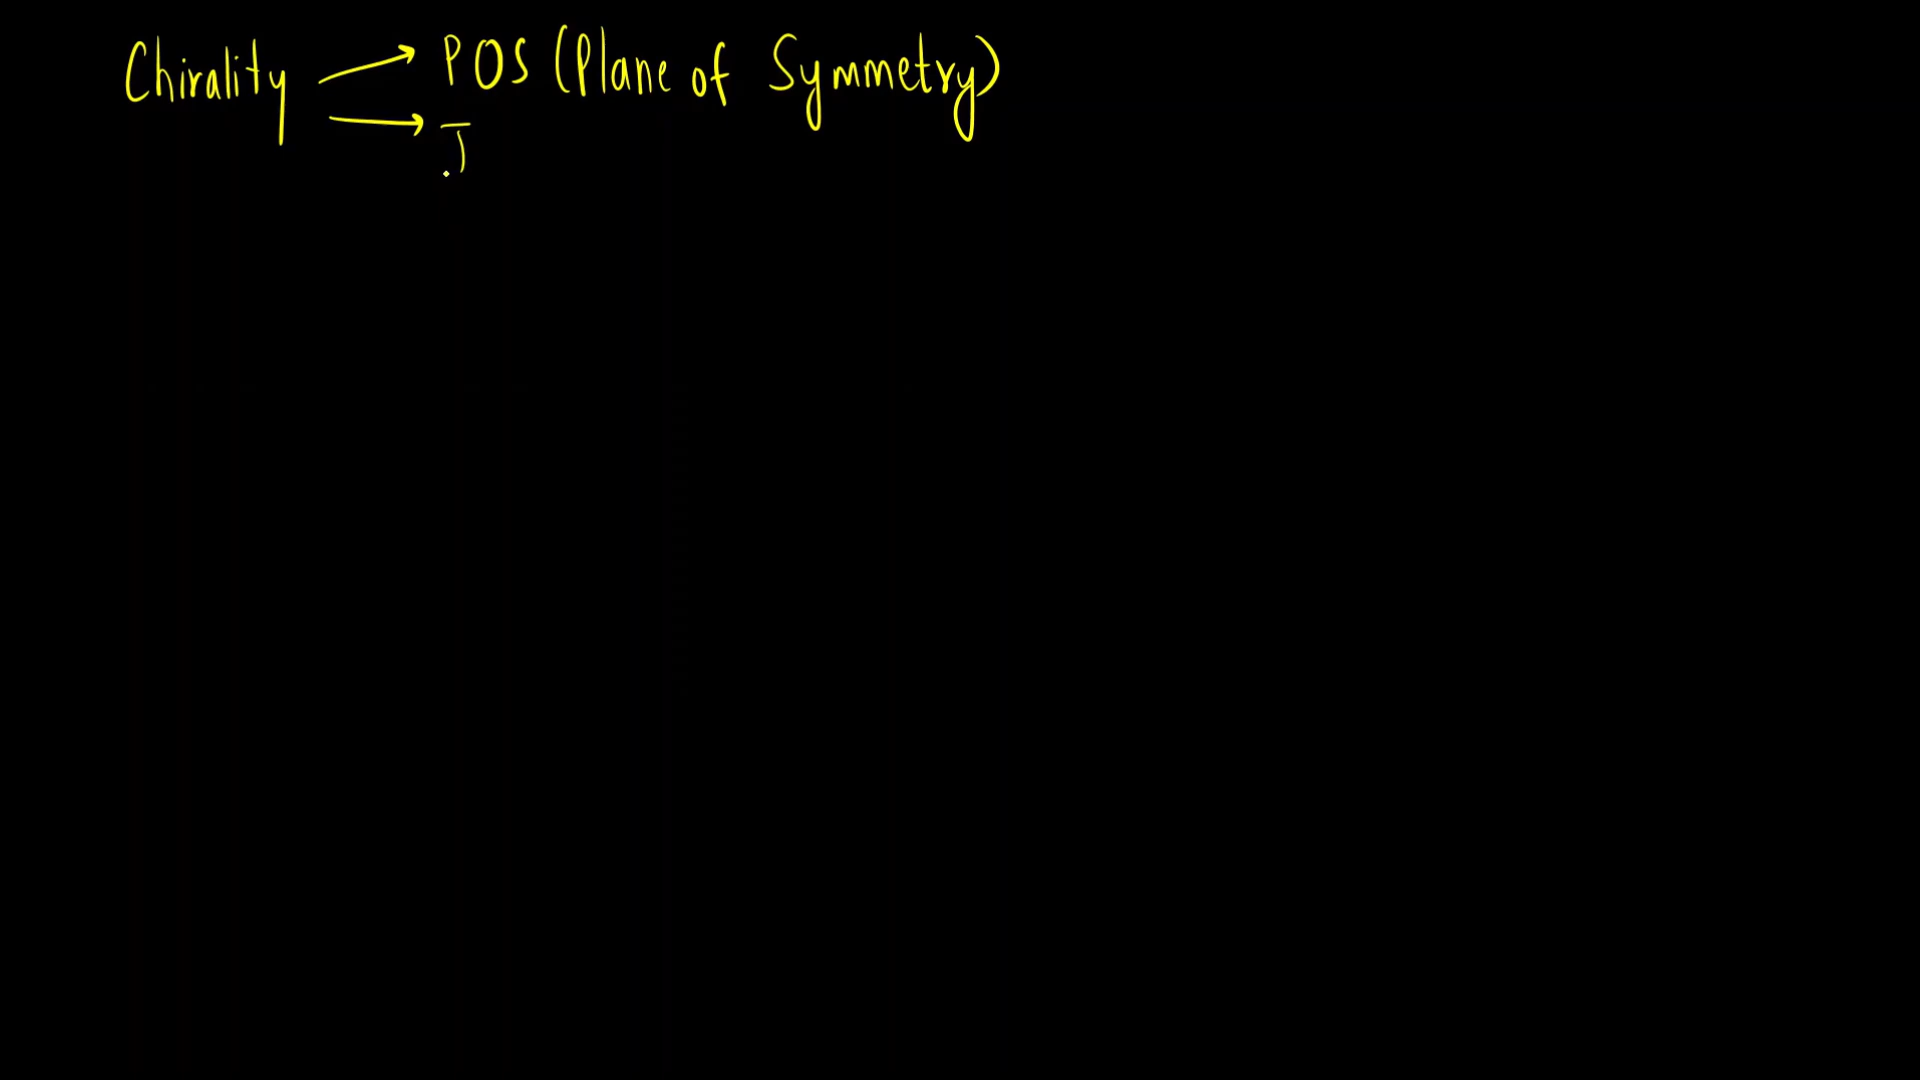 Chirality → POS (Plane of Symmetry)
→ I